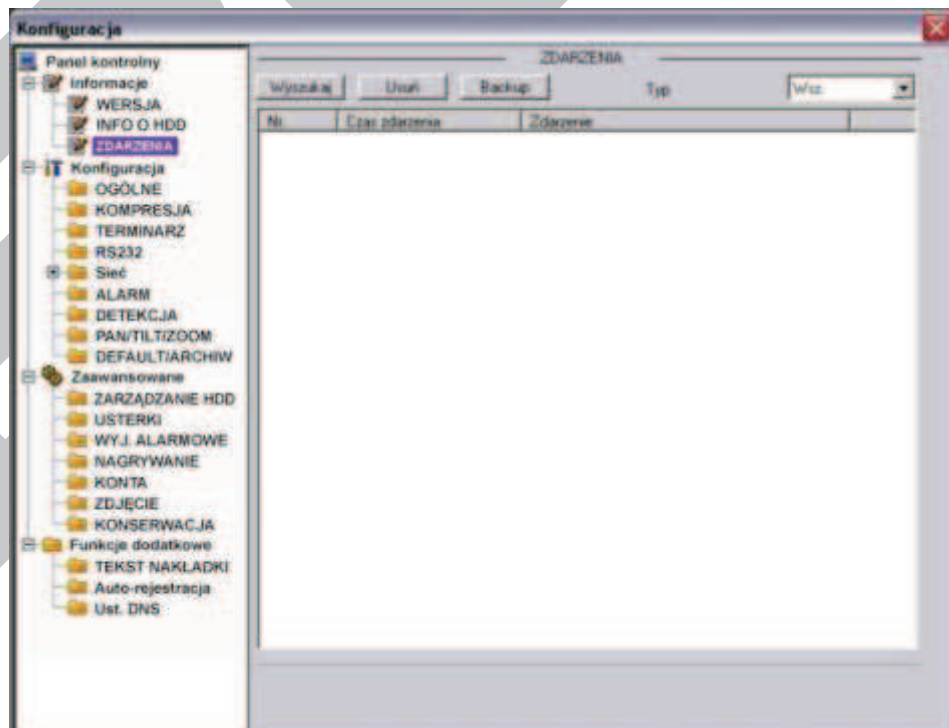 Konfiguracja
Panel kontrolny
Informacje
WERSJA
INFO O HDD
ZDARZENIA
Konfiguracja
OGÓLNE
KOMPRESJA
TERMINARZ
RS232
Sieć
ALARM
DETEKCJA
PAN/TILT/ZOOM
DEFAULT/ARCHIW
Zaawansowane
ZARZĄDZANIE HDD
USTERKI
WYJ. ALARMOWE
NAGRYWANIE
KONTA
ZDJĘCIE
KONSERWACJA
Funkcje dodatkowe
TEKST NAKŁADKI
Auto-rejestracja
Ust. DNS
ZDARZENIA
Wyszukaj Usuń Backup Typ Wsz.
Nr. Czas zdarzenia Zdarzenie